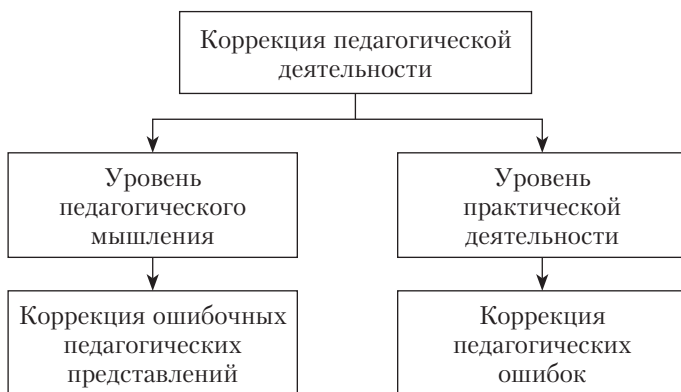 Коррекция педагогической
деятельности
Уровень
педагогического
мышления
Уровень
практической
деятельности
Коррекция ошибочных
педагогических
представлений
Коррекция
педагогических
ошибок